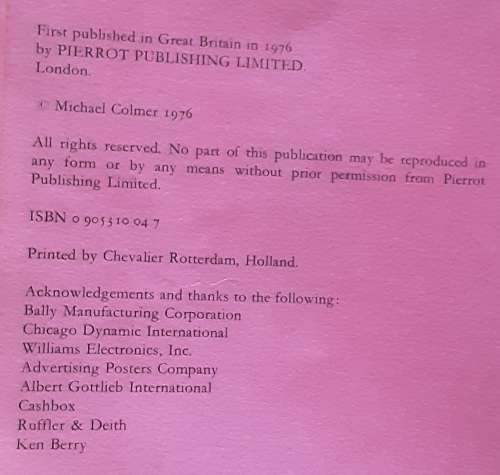 First published in Great Britain in 1976
by PIERROT PUBLISHING LIMITED.
London.
© Michael Colmer 1976
All rights reserved. No part of this publication may be reproduced in
any form or by any means without prior permission from Pierrot
Publishing Limited.
ISBN 0 905310 04 7
Printed by Chevalier Rotterdam, Holland.
Acknowledgements and thanks to the following:
Bally Manufacturing Corporation
Chicago Dynamic International
Williams Electronics, Inc.
Advertising Posters Company
Albert Gottlieb International
Cashbox
Ruffler & Deith
Ken Berry